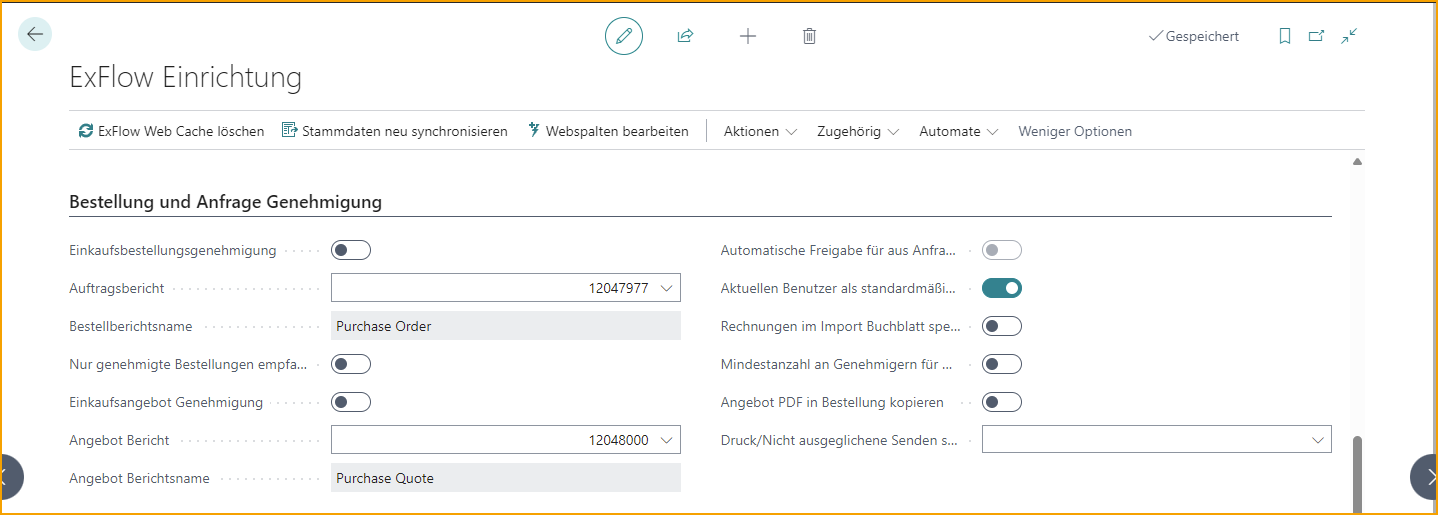 Gespeichert
ExFlow Einrichtung
ExFlow Web Cache löschen Stammdaten neu synchronisieren Webspalten bearbeiten Aktionen Zugehörig Automate Weniger Optionen
Bestellung und Anfrage Genehmigung
Einkaufsbestellungsgenehmigung
Auftragsbericht 12047977
Bestellberichtsname Purchase Order
Nur genehmigte Bestellungen empfa...
Einkaufsangebot Genehmigung
Angebot Bericht 12048000
Angebot Berichtsname Purchase Quote
Automatische Freigabe für aus Anfra...
Aktuellen Benutzer als standardmäßi...
Rechnungen im Import Buchblatt spe...
Mindestanzahl an Genehmigern für ...
Angebot PDF in Bestellung kopieren
Druck/Nicht ausgeglichene Senden s...